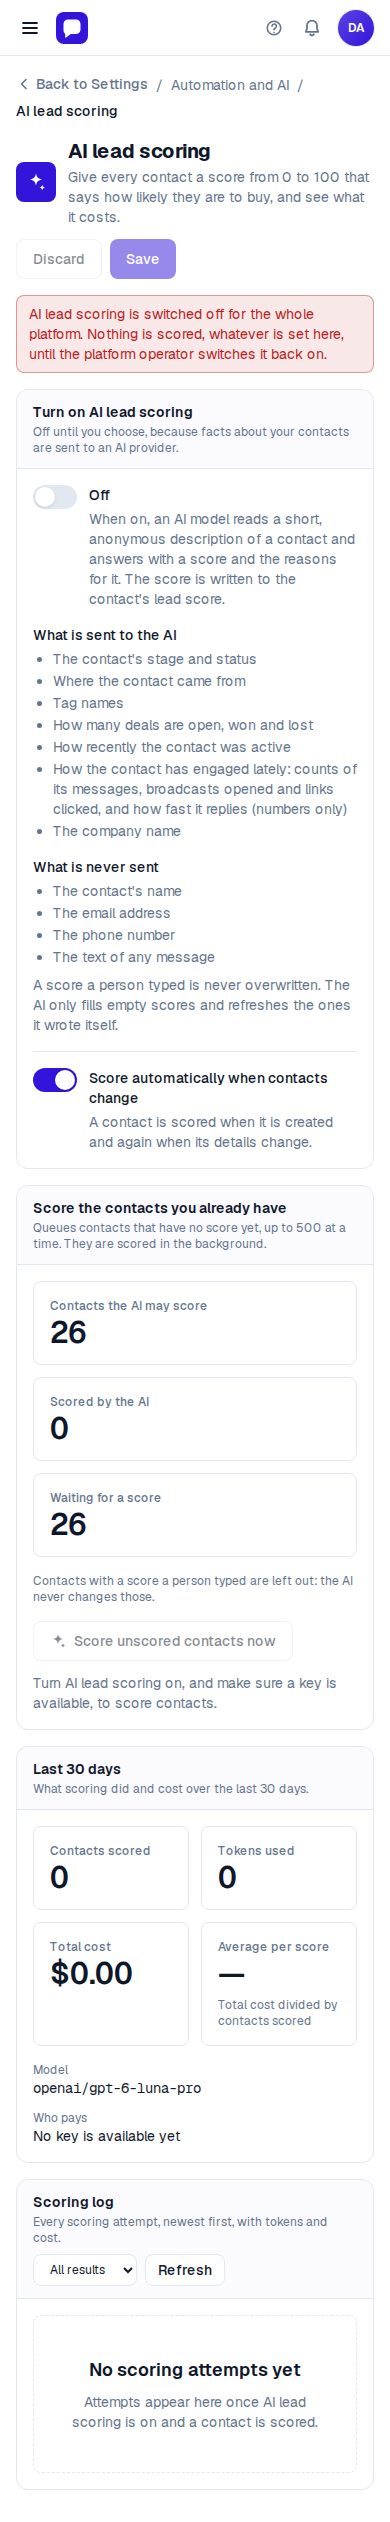 DA
Back to Settings / Automation and AI /
AI lead scoring
AI lead scoring
Give every contact a score from 0 to 100 that
says how likely they are to buy, and see what
it costs.
Discard Save
AI lead scoring is switched off for the whole
platform. Nothing is scored, whatever is set here,
until the platform operator switches it back on.
Turn on AI lead scoring
Off until you choose, because facts about your contacts
are sent to an AI provider.
Off
When on, an AI model reads a short,
anonymous description of a contact and
answers with a score and the reasons
for it. The score is written to the
contact's lead score.
What is sent to the AI
• The contact's stage and status
• Where the contact came from
• Tag names
• How many deals are open, won and lost
• How recently the contact was active
• How the contact has engaged lately: counts of
its messages, broadcasts opened and links
clicked, and how fast it replies (numbers only)
• The company name
What is never sent
• The contact's name
• The email address
• The phone number
• The text of any message
A score a person typed is never overwritten. The
AI only fills empty scores and refreshes the ones
it wrote itself.
Score automatically when contacts
change
A contact is scored when it is created
and again when its details change.
Score the contacts you already have
Queues contacts that have no score yet, up to 500 at a
time. They are scored in the background.
Contacts the AI may score
26
Scored by the AI
0
Waiting for a score
26
Contacts with a score a person typed are left out: the AI
never changes those.
Score unscored contacts now
Turn AI lead scoring on, and make sure a key is
available, to score contacts.
Last 30 days
What scoring did and cost over the last 30 days.
Contacts scored
0
Tokens used
0
Total cost
$0.00
Average per score
—
Total cost divided by
contacts scored
Model
openai/gpt-6-luna-pro
Who pays
No key is available yet
Scoring log
Every scoring attempt, newest first, with tokens and
cost.
All results Refresh
No scoring attempts yet
Attempts appear here once AI lead
scoring is on and a contact is scored.